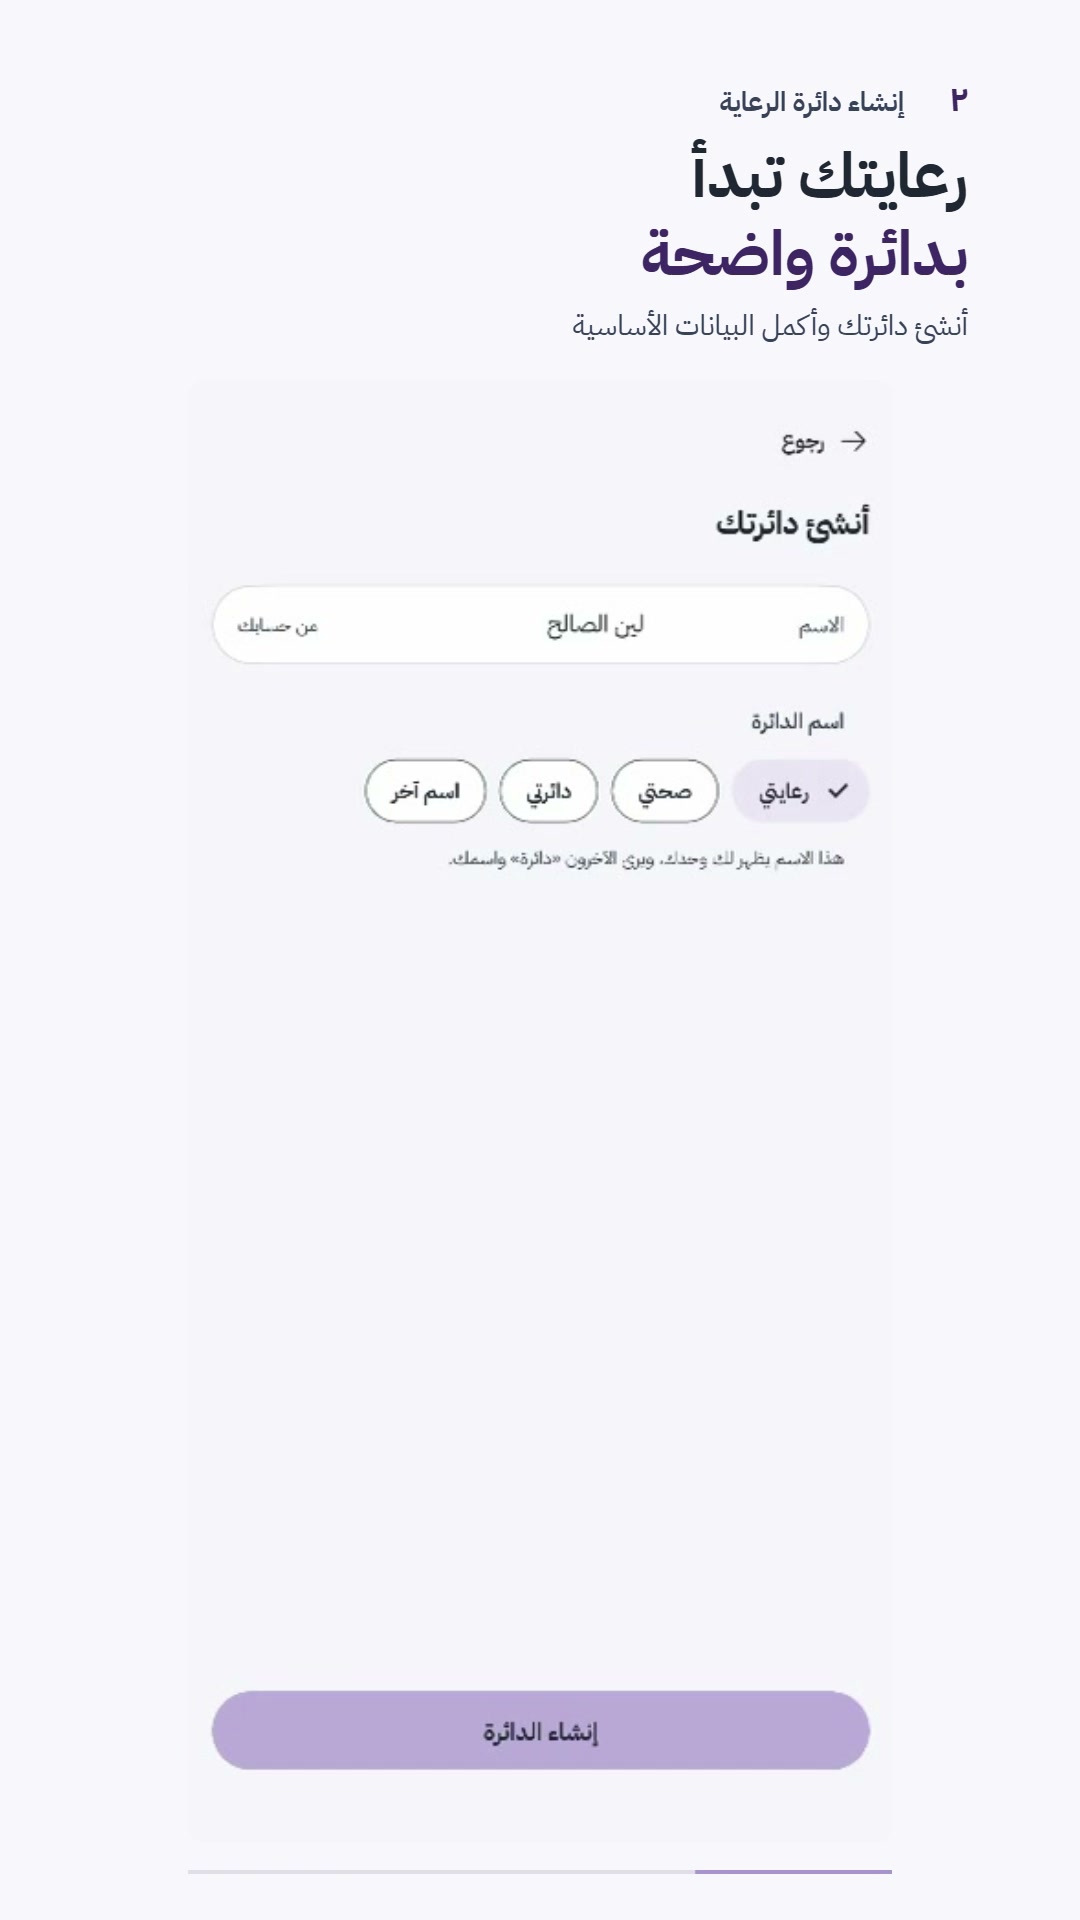 ٢ إنشاء دائرة الرعاية
رعايتك تبدأ
بدائرة واضحة
أنشئ دائرتك وأكمل البيانات الأساسية
رجوع
أنشئ دائرتك
الاسم لين الصالح من حسابك
اسم الدائرة
رعايتي صحتي دائرتي اسم آخر
هذا الاسم يظهر لك وحدك، ويرى الآخرون «دائرة» واسمك.
إنشاء الدائرة